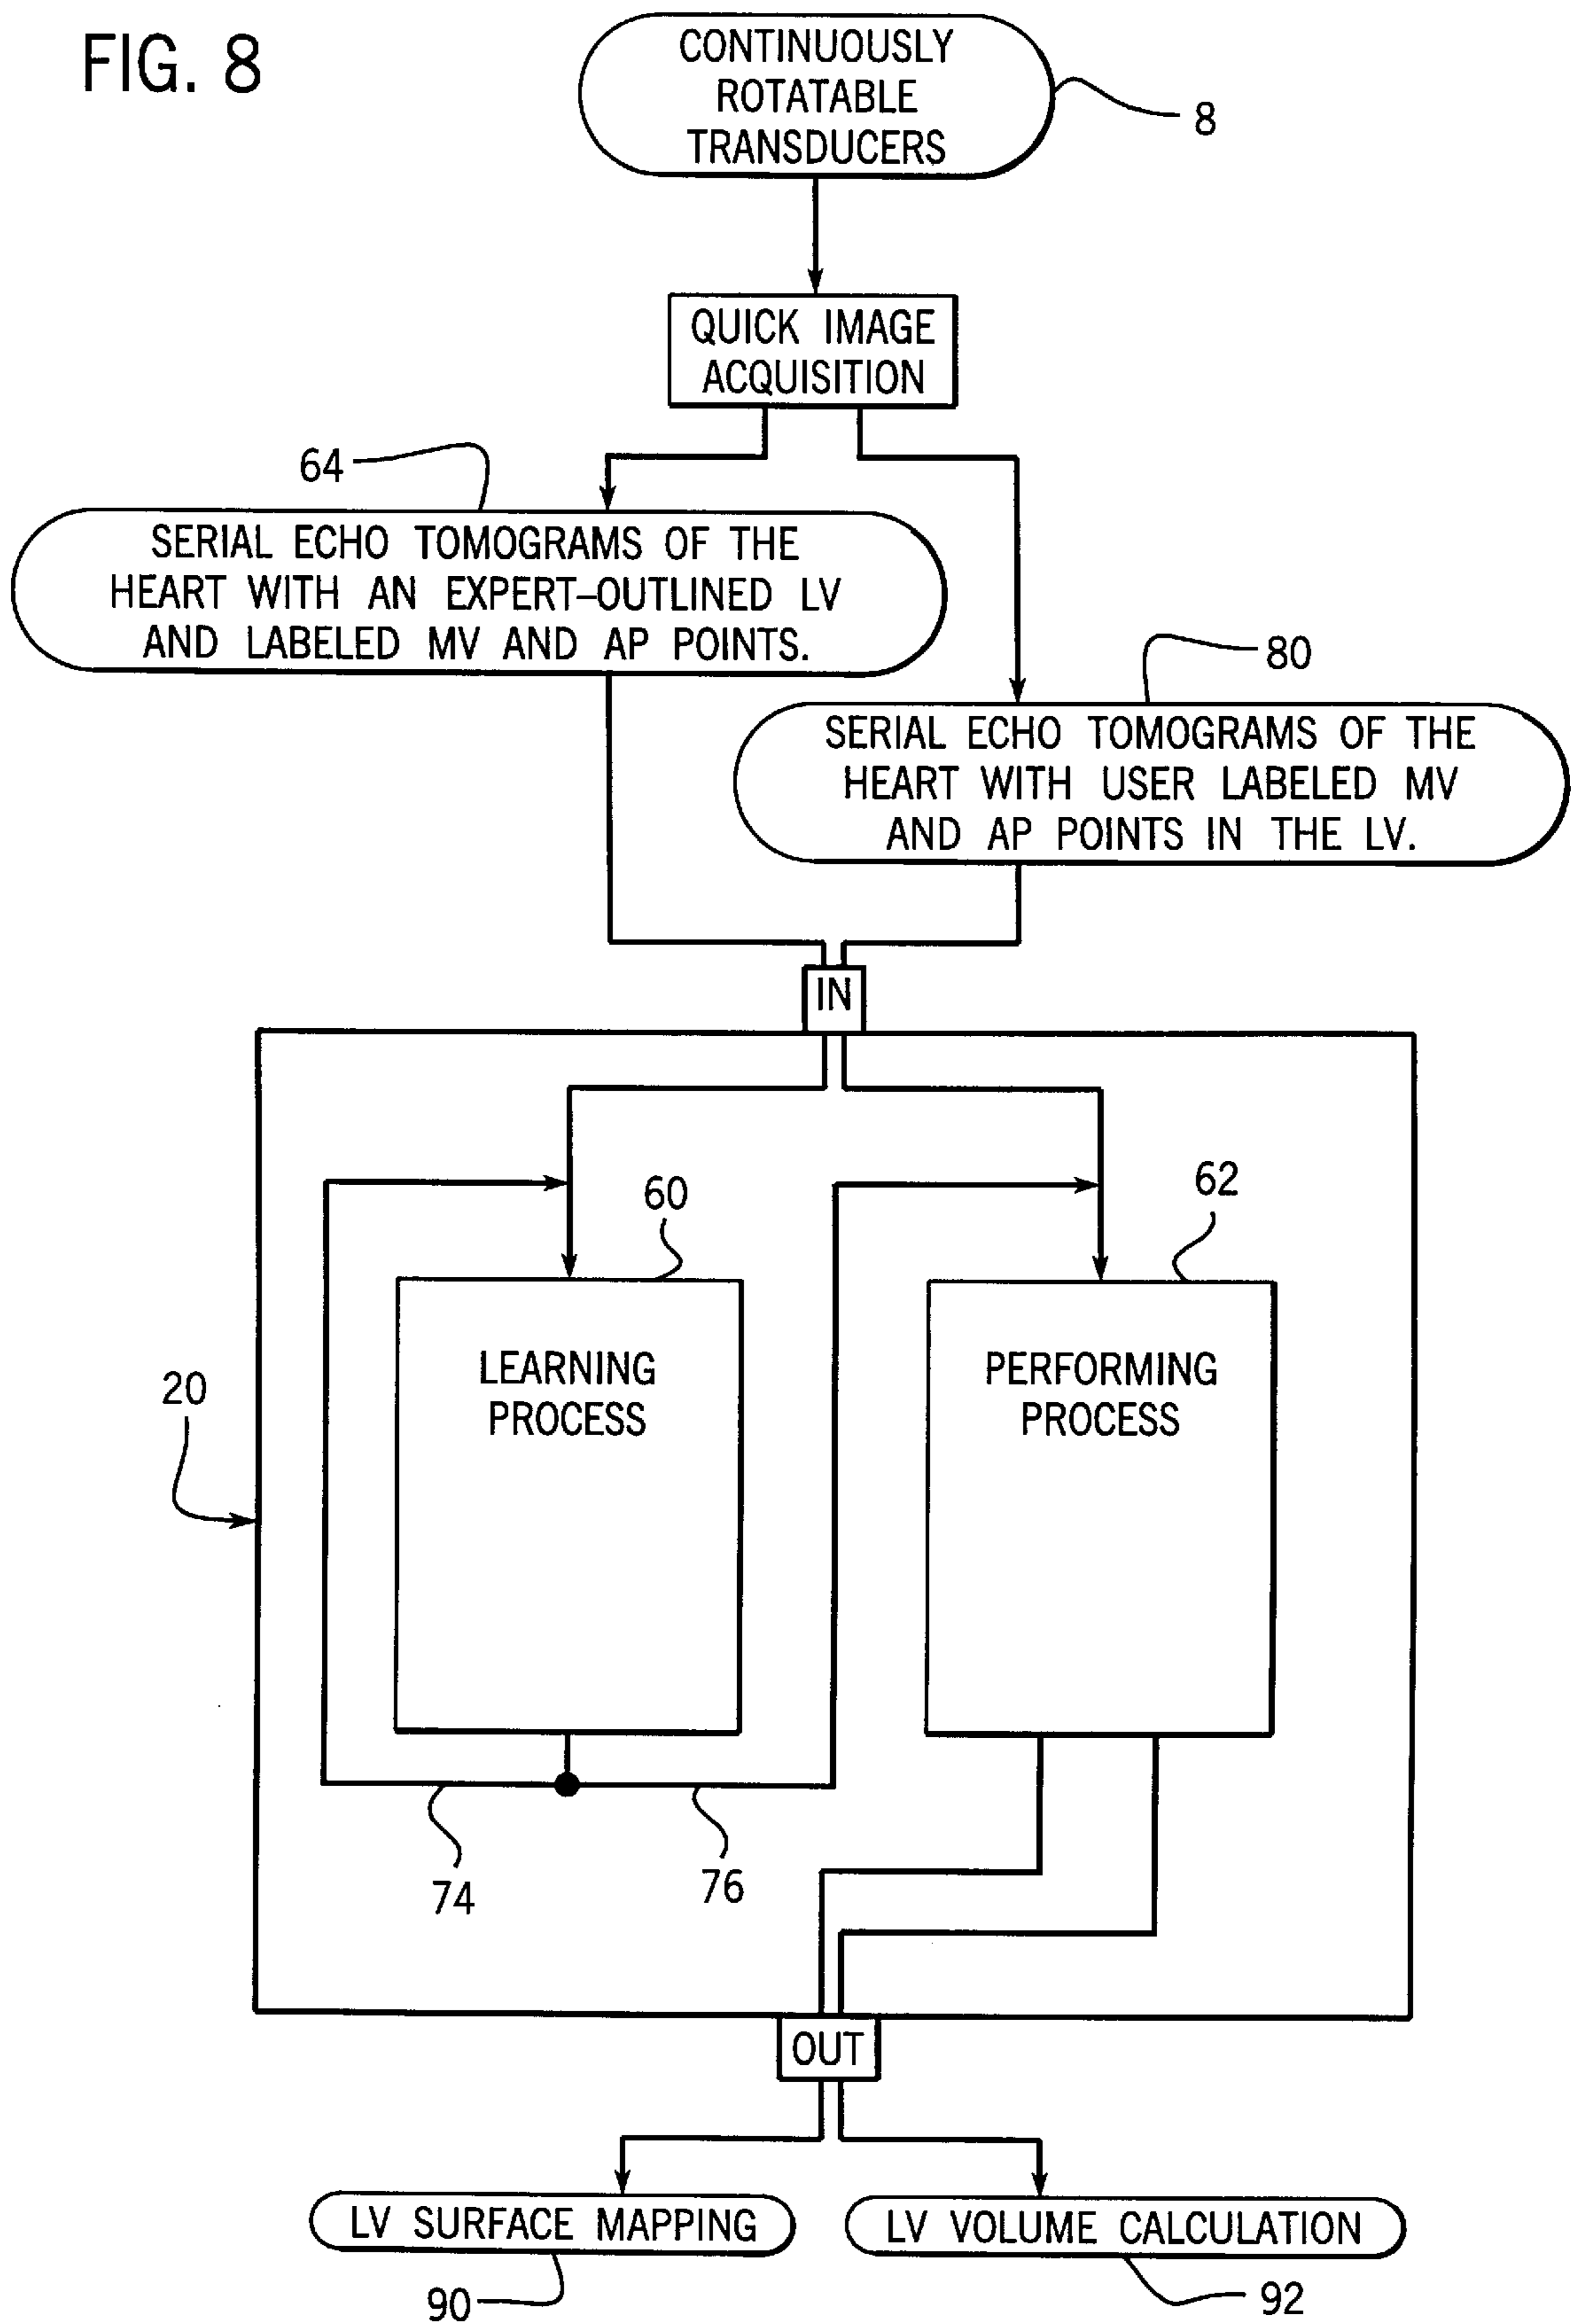 FIG. 8
CONTINUOUSLY
ROTATABLE
TRANSDUCERS
8
QUICK IMAGE
ACQUISITION
64
SERIAL ECHO TOMOGRAMS OF THE
HEART WITH AN EXPERT-OUTLINED LV
AND LABELED MV AND AP POINTS.
80
SERIAL ECHO TOMOGRAMS OF THE
HEART WITH USER LABELED MV
AND AP POINTS IN THE LV.
IN
60
62
LEARNING
PROCESS
PERFORMING
PROCESS
20
74
76
OUT
LV SURFACE MAPPING
LV VOLUME CALCULATION
90
92